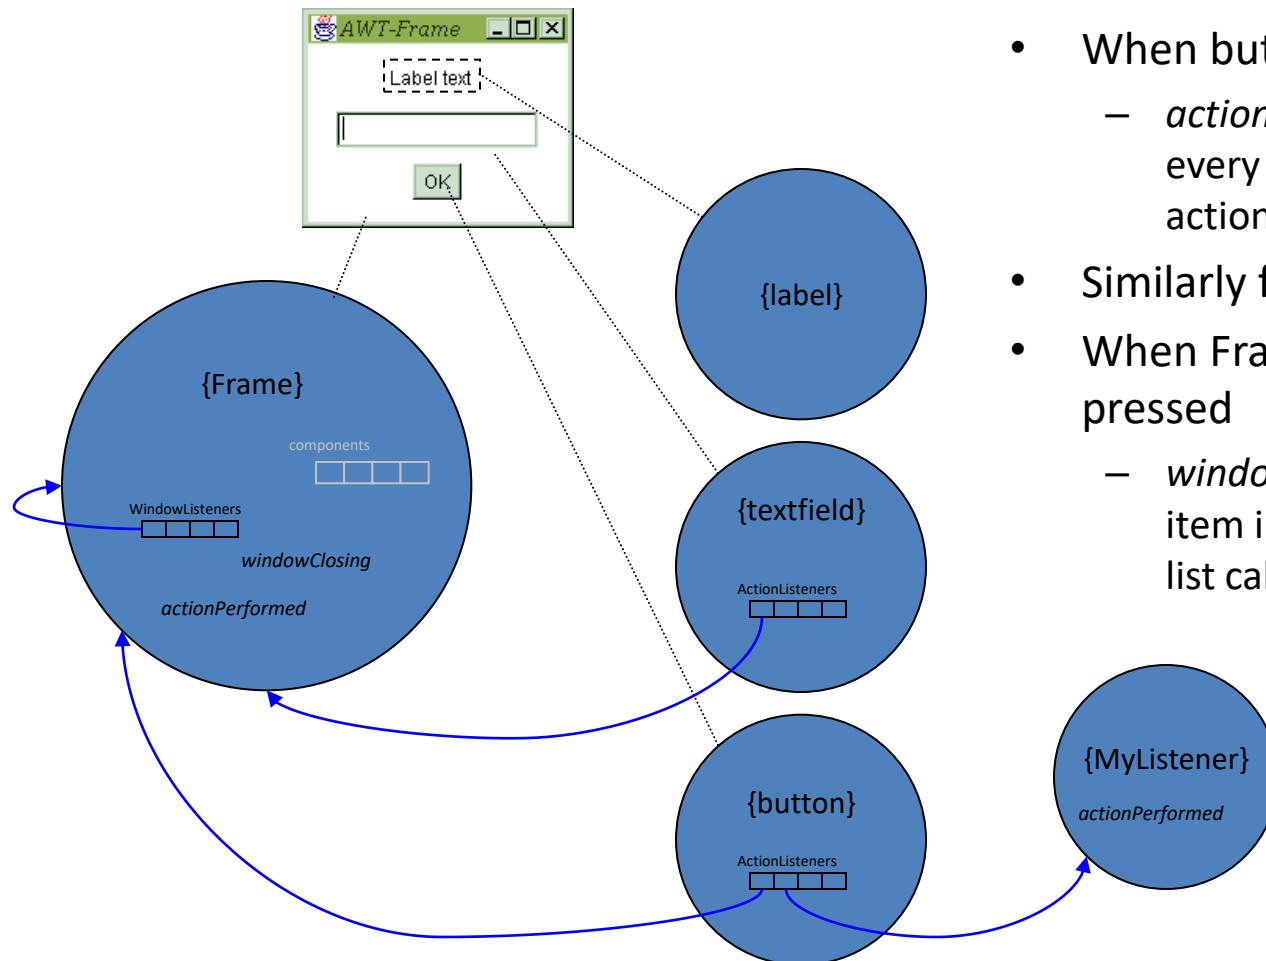 AWT-Frame
Label text
OK
{label}
{Frame}
components
WindowListeners
windowClosing
actionPerformed
{textfield}
ActionListeners
{button}
ActionListeners
{MyListener}
actionPerformed
• When but
– action
every
action
• Similarly f
• When Fra
pressed
– windo
item i
list cal